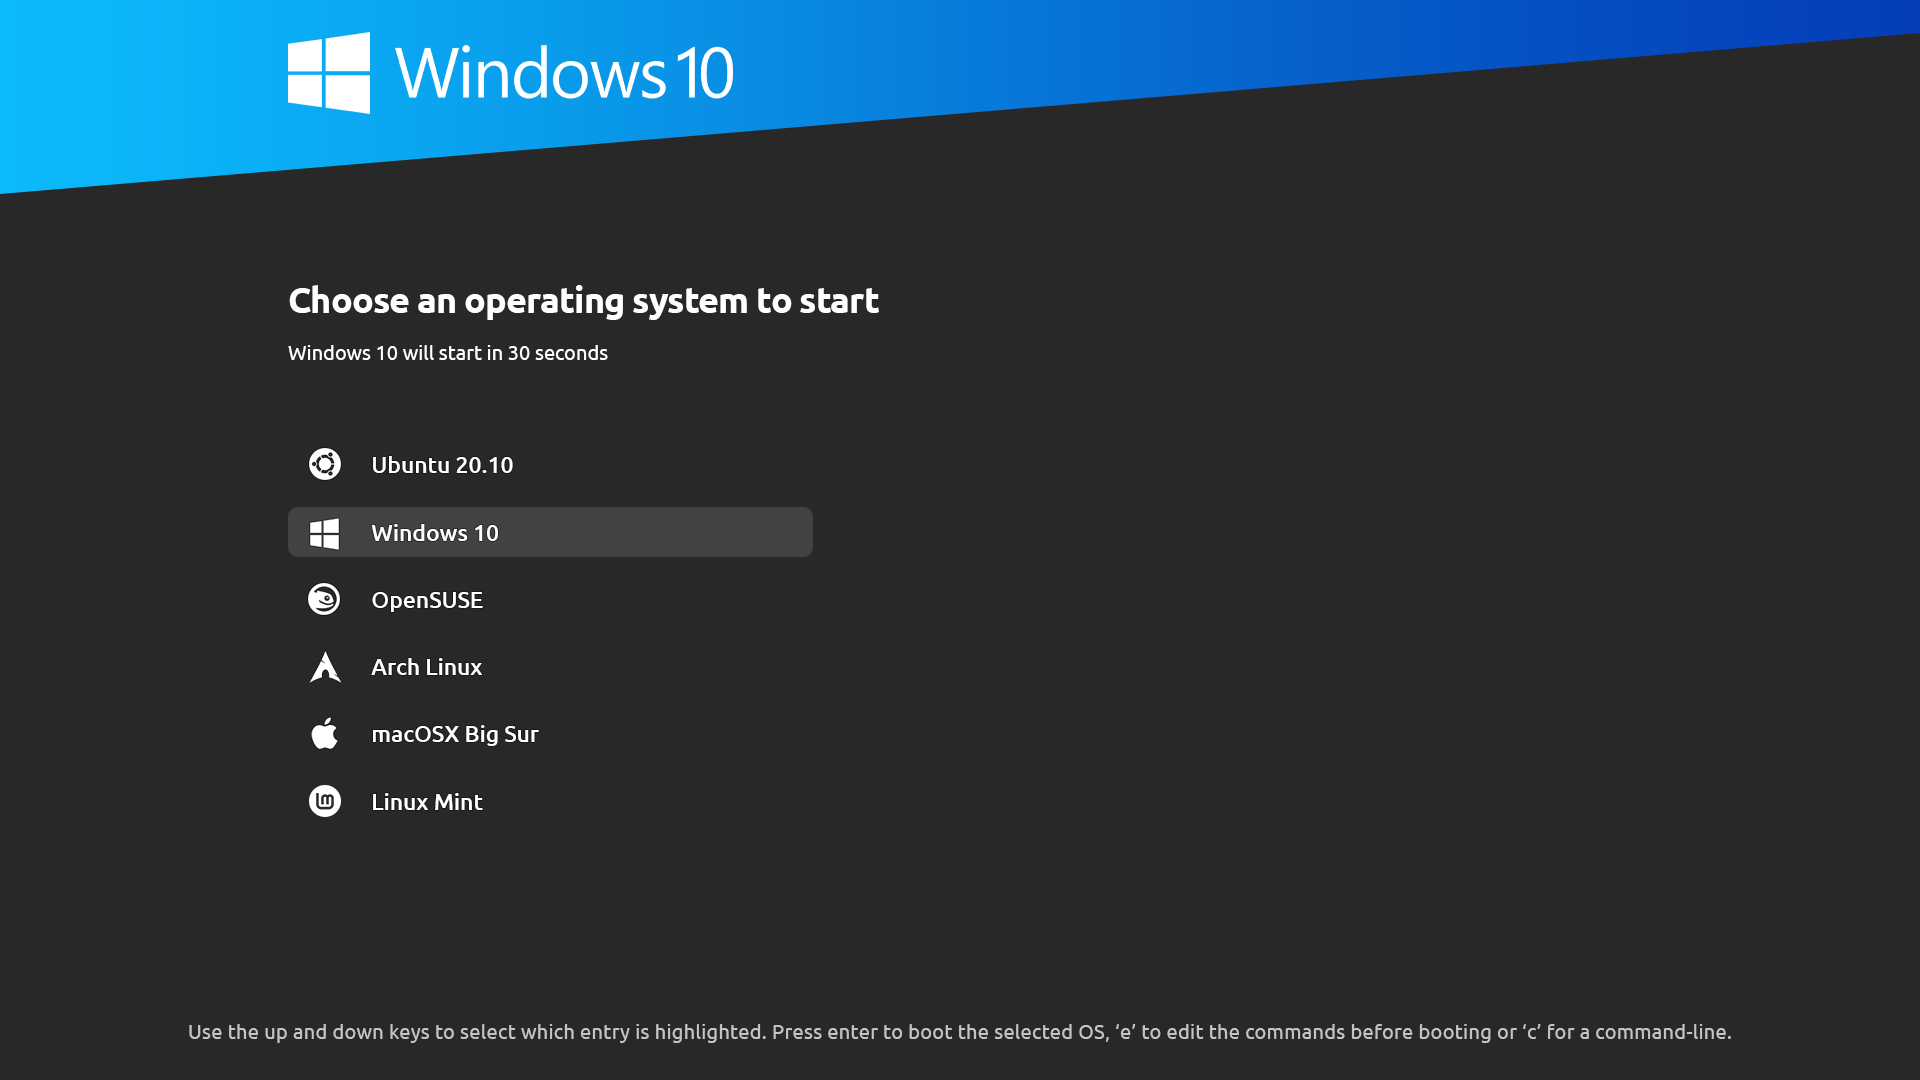 Windows 10
Choose an operating system to start
Windows 10 will start in 30 seconds
Ubuntu 20.10
Windows 10
OpenSUSE
Arch Linux
macOSX Big Sur
Linux Mint
Use the up and down keys to select which entry is highlighted. Press enter to boot the selected OS, ‘e’ to edit the commands before booting or ‘c’ for a command-line.